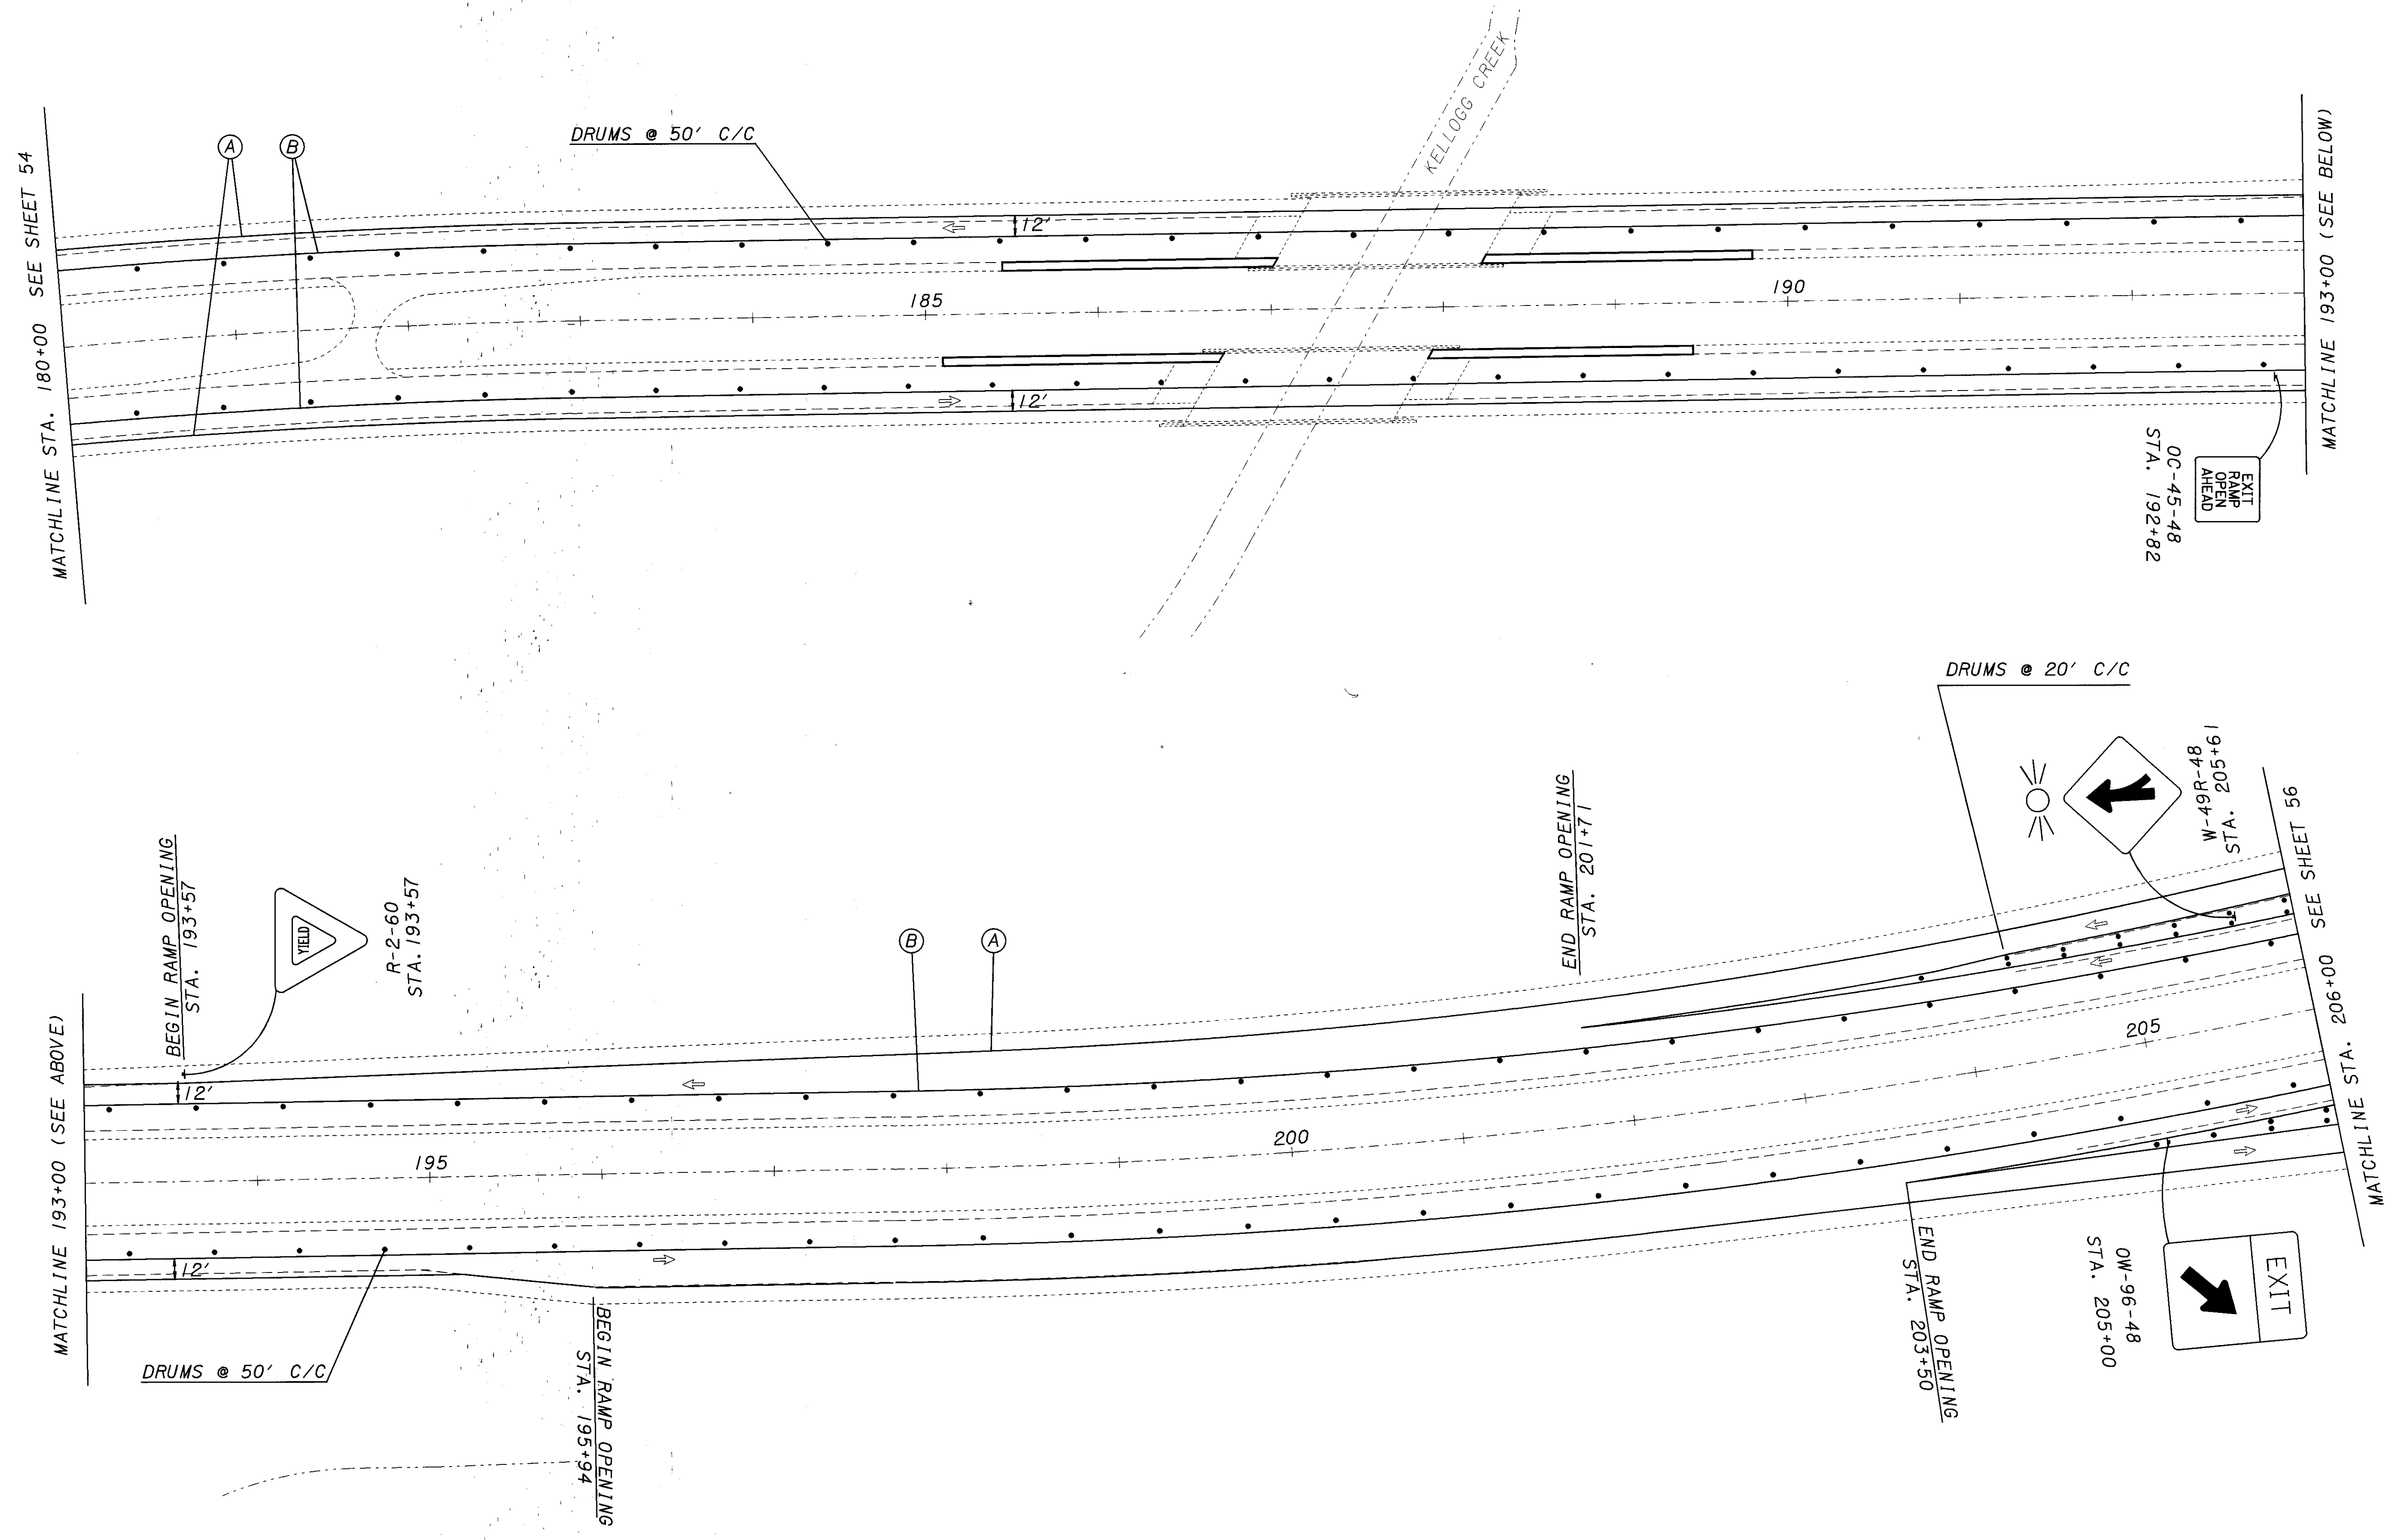 MATCHLINE STA. 180+00 SEE SHEET 54
A
B
DRUMS @ 50' C/C
12'
KELLOGG CREEK
185
190
12'
MATCHLINE 193+00 (SEE BELOW)
EXIT
RAMP
OPEN
AHEAD
OC-45-48
STA. 192+82
MATCHLINE 193+00 (SEE ABOVE)
BEGIN RAMP OPENING
STA. 193+57
YIELD
R-2-60
STA. 193+57
12'
B
A
END RAMP OPENING
STA. 201+71
DRUMS @ 20' C/C
W-49R-48
STA. 205+61
MATCHLINE STA. 206+00 SEE SHEET 56
195
200
205
12'
DRUMS @ 50' C/C
BEGIN RAMP OPENING
STA. 195+94
END RAMP OPENING
STA. 203+50
OW-96-48
STA. 205+00
EXIT